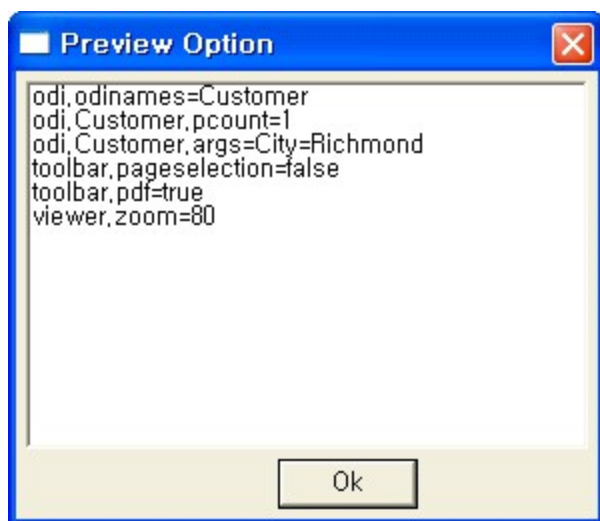 Preview Option
odi.odinames=Customer
odi.Customer.pcount=1
odi.Customer.args=City=Richmond
toolbar.pageselection=false
toolbar.pdf=true
viewer.zoom=80
Ok